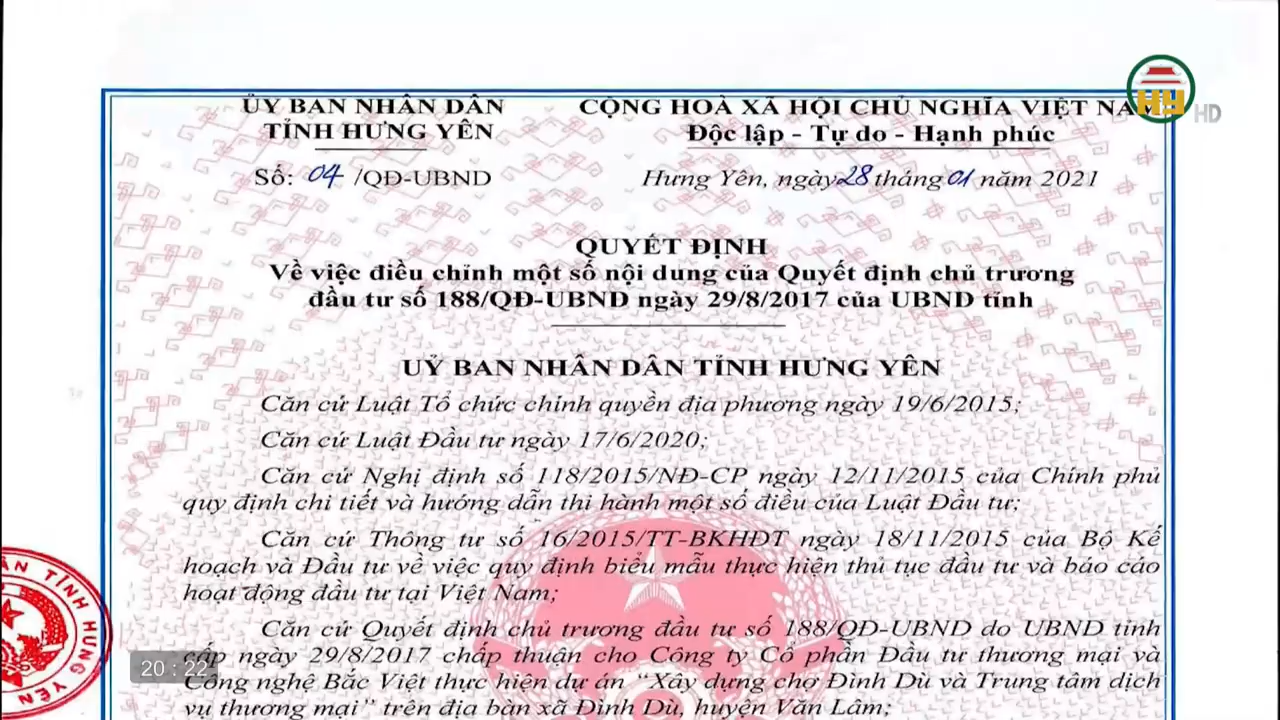 HY HD
ỦY BAN NHÂN DÂN
TỈNH HƯNG YÊN
CỘNG HOÀ XÃ HỘI CHỦ NGHĨA VIỆT NAM
Độc lập - Tự do - Hạnh phúc
Số: 04 /QĐ-UBND
Hưng Yên, ngày 28 tháng 01 năm 2021
QUYẾT ĐỊNH
Về việc điều chỉnh một số nội dung của Quyết định chủ trương
đầu tư số 188/QĐ-UBND ngày 29/8/2017 của UBND tỉnh
UỶ BAN NHÂN DÂN TỈNH HƯNG YÊN
Căn cứ Luật Tổ chức chính quyền địa phương ngày 19/6/2015;
Căn cứ Luật Đầu tư ngày 17/6/2020;
Căn cứ Nghị định số 118/2015/NĐ-CP ngày 12/11/2015 của Chính phủ
quy định chi tiết và hướng dẫn thi hành một số điều của Luật Đầu tư;
Căn cứ Thông tư số 16/2015/TT-BKHĐT ngày 18/11/2015 của Bộ Kế
hoạch và Đầu tư về việc quy định biểu mẫu thực hiện thủ tục đầu tư và báo cáo
hoạt động đầu tư tại Việt Nam;
Căn cứ Quyết định chủ trương đầu tư số 188/QĐ-UBND do UBND tỉnh
cấp ngày 29/8/2017 chấp thuận cho Công ty Cổ phần Đầu tư thương mại và
Công nghệ Bắc Việt thực hiện dự án "Xây dựng chợ Đình Dù và Trung tâm dịch
vụ thương mại" trên địa bàn xã Đình Dù, huyện Văn Lâm;
ÂN TỈNH HƯNG YÊN
20 : 22